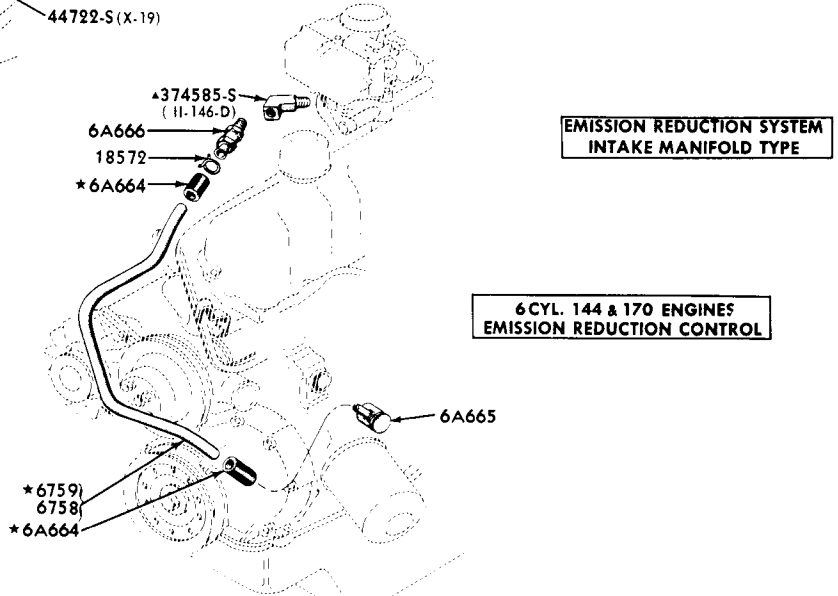 44722-S (X-19)
▲374585-S
(II-146-D)
6A666
18572
★6A664
EMISSION REDUCTION SYSTEM
INTAKE MANIFOLD TYPE
6 CYL. 144 & 170 ENGINES
EMISSION REDUCTION CONTROL
6A665
★6759
6758
★6A664